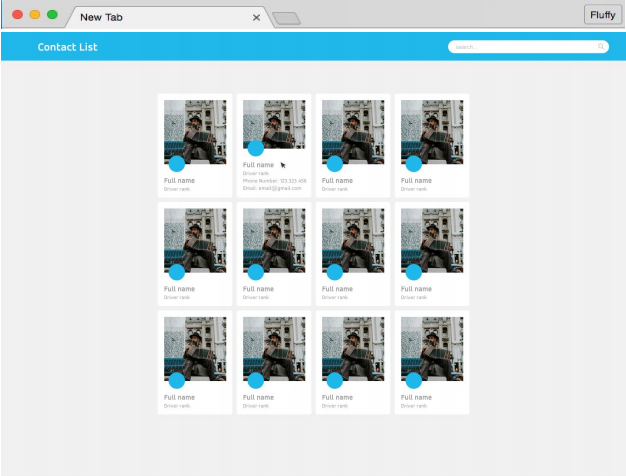 New Tab
Fluffy
Contact List
search...
Full name
Driver rank
Full name
Driver rank
Phone Number: 123 323 456
Email: email@gmail.com
Full name
Driver rank
Full name
Driver rank
Full name
Driver rank
Full name
Driver rank
Full name
Driver rank
Full name
Driver rank
Full name
Driver rank
Full name
Driver rank
Full name
Driver rank
Full name
Driver rank